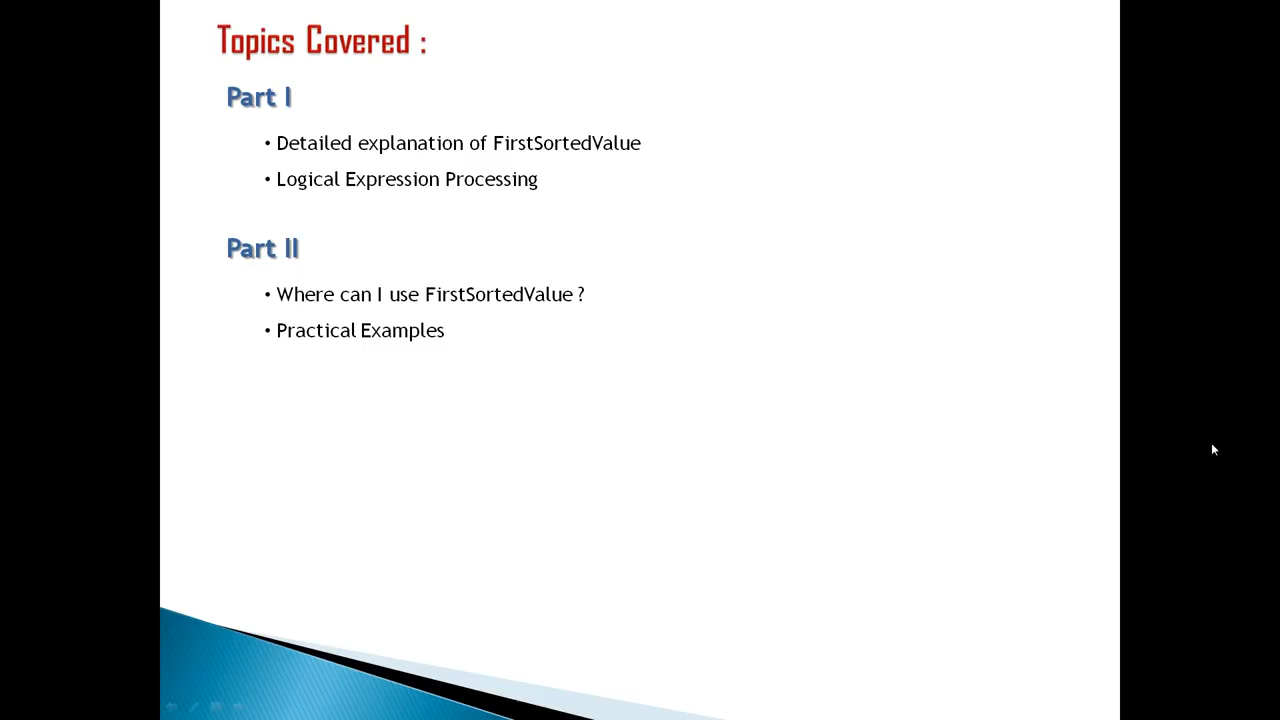 Topics Covered :
Part I
• Detailed explanation of FirstSortedValue
• Logical Expression Processing
Part II
• Where can I use FirstSortedValue ?
• Practical Examples